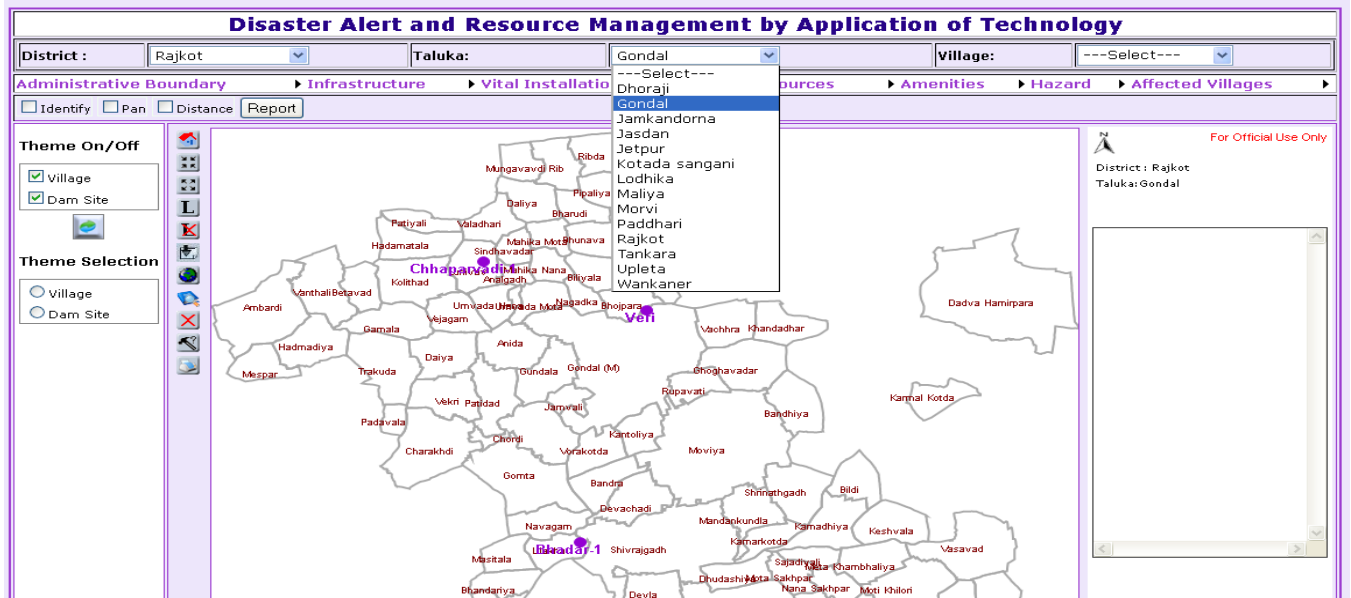 Disaster Alert and Resource Management by Application of Technology
District : Rajkot Taluka: Gondal Village: ---Select---
---Select---
Dhoraji
Gondal
Jamkandorna
Jasdan
Jetpur
Kotada sangani
Lodhika
Maliya
Morvi
Paddhari
Rajkot
Tankara
Upleta
Wankaner
Administrative Boundary Infrastructure Vital Installatio ources Amenities Hazard Affected Villages
Identify Pan Distance Report
Theme On/Off
Village
Dam Site
Theme Selection
Village
Dam Site
L
N
For Official Use Only
District : Rajkot
Taluka:Gondal
Ribda
Mungavavdi Rib
Pipaliya
Daliya
Bharudi
Patiyali Valadhari
Hadamatala
Mahika Mota Bhunava
Sindhavadar
Chhaparvadi-1
Mahika Nana
Kolithad
Analgadh
Biliyala
Vanthali Betavad
Ambardi
Umvada Mota Nagadka Bhojpara
Vejagam
Veri
Dadva Hamirpara
Gamala
Vachhra Khandadhar
Hadmadiya
Anida
Daiya
Mespar
Trakuda
Gundala Gondal (M)
Ghoghavadar
Rupavati
Karmal Kotda
Vekri Patidad
Jamvali
Bandhiya
Padavala
Kantoliya
Chordi
Charakhdi
Vorakotda
Moviya
Gomta
Bandra
Shrinathgadh
Bildi
Devachadi
Navagam
Mandankundla
Kamadhiya
Keshvala
Bhadar-1
Shivrajgadh
Kamarkotda
Vasavad
Masitala
Sajadiyali
Meta Khambhaliya
Dhudashiya
Mota Sakhpar
Nana Sakhpar Moti Khilori
Bhandariya
Devla